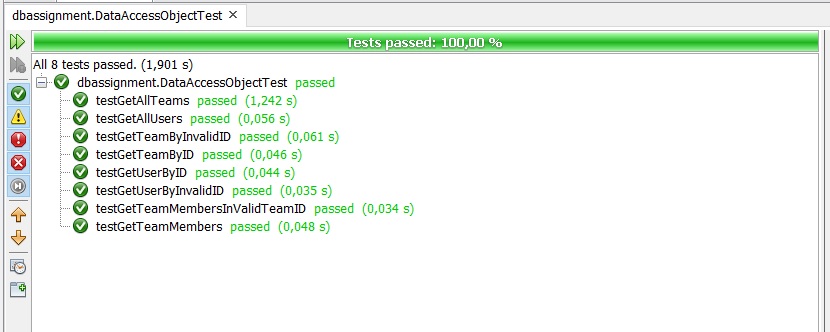 dbassignment.DataAccessObjectTest
Tests passed: 100,00 %
All 8 tests passed. (1,901 s)
dbassignment.DataAccessObjectTest passed
testGetAllTeams passed (1,242 s)
testGetAllUsers passed (0,056 s)
testGetTeamByInvalidID passed (0,061 s)
testGetTeamByID passed (0,046 s)
testGetUserByID passed (0,044 s)
testGetUserByInvalidID passed (0,035 s)
testGetTeamMembersInValidTeamID passed (0,034 s)
testGetTeamMembers passed (0,048 s)